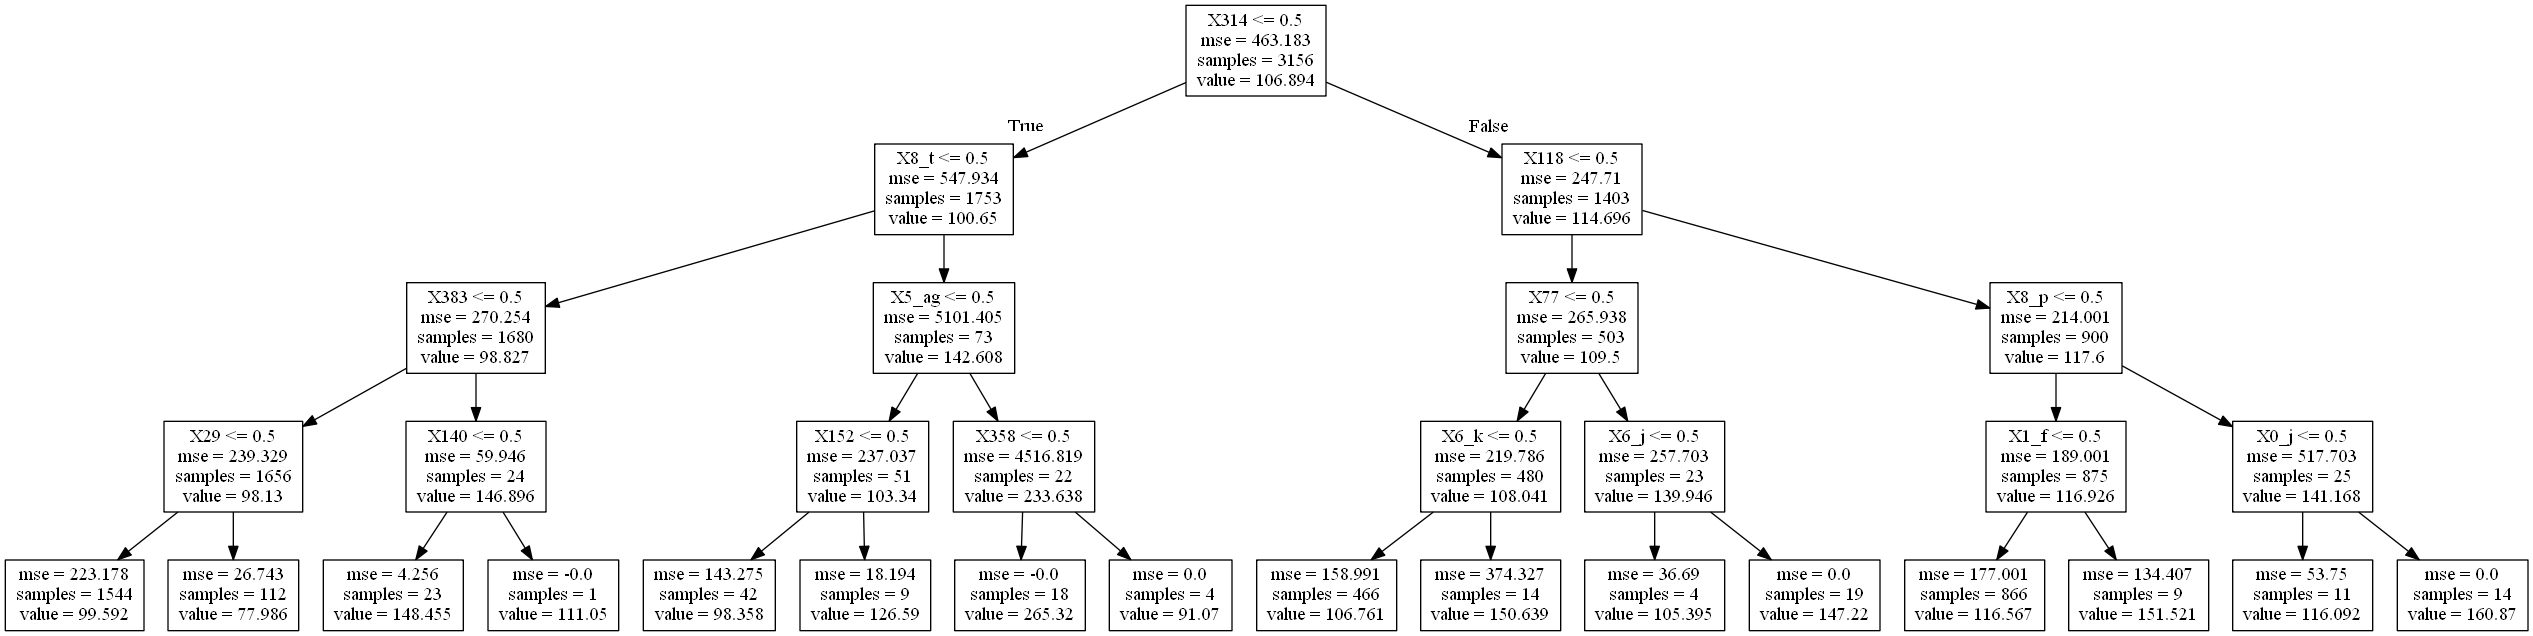 X314 <= 0.5
mse = 463.183
samples = 3156
value = 106.894
True
False
X8_t <= 0.5
mse = 547.934
samples = 1753
value = 100.65
X118 <= 0.5
mse = 247.71
samples = 1403
value = 114.696
X383 <= 0.5
mse = 270.254
samples = 1680
value = 98.827
X5_ag <= 0.5
mse = 5101.405
samples = 73
value = 142.608
X77 <= 0.5
mse = 265.938
samples = 503
value = 109.5
X8_p <= 0.5
mse = 214.001
samples = 900
value = 117.6
X29 <= 0.5
mse = 239.329
samples = 1656
value = 98.13
X140 <= 0.5
mse = 59.946
samples = 24
value = 146.896
X152 <= 0.5
mse = 237.037
samples = 51
value = 103.34
X358 <= 0.5
mse = 4516.819
samples = 22
value = 233.638
X6_k <= 0.5
mse = 219.786
samples = 480
value = 108.041
X6_j <= 0.5
mse = 257.703
samples = 23
value = 139.946
X1_f <= 0.5
mse = 189.001
samples = 875
value = 116.926
X0_j <= 0.5
mse = 517.703
samples = 25
value = 141.168
mse = 223.178
samples = 1544
value = 99.592
mse = 26.743
samples = 112
value = 77.986
mse = 4.256
samples = 23
value = 148.455
mse = -0.0
samples = 1
value = 111.05
mse = 143.275
samples = 42
value = 98.358
mse = 18.194
samples = 9
value = 126.59
mse = -0.0
samples = 18
value = 265.32
mse = 0.0
samples = 4
value = 91.07
mse = 158.991
samples = 466
value = 106.761
mse = 374.327
samples = 14
value = 150.639
mse = 36.69
samples = 4
value = 105.395
mse = 0.0
samples = 19
value = 147.22
mse = 177.001
samples = 866
value = 116.567
mse = 134.407
samples = 9
value = 151.521
mse = 53.75
samples = 11
value = 116.092
mse = 0.0
samples = 14
value = 160.87